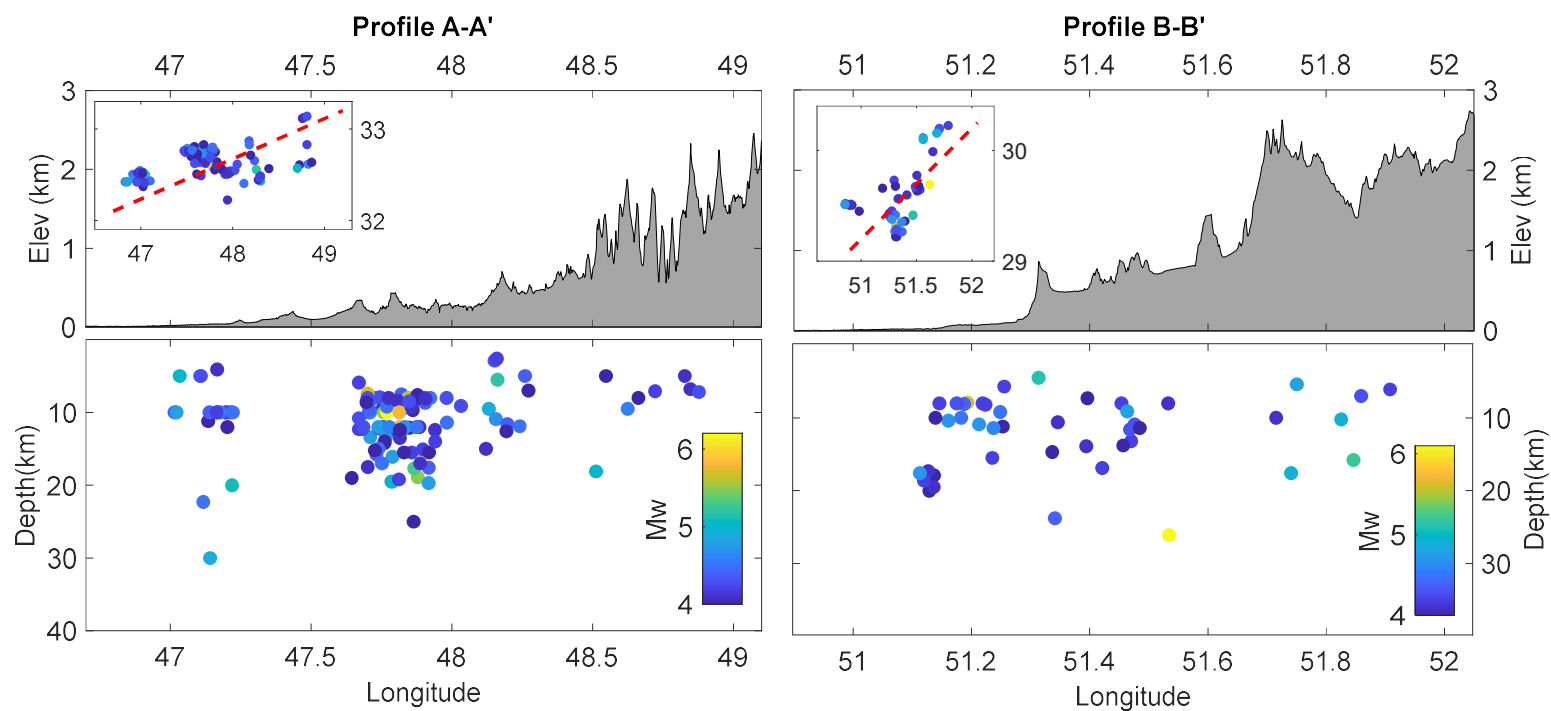 Profile A-A'
47 47.5 48 48.5 49
3
2
1
0
Elev (km)
33
32
47 48 49
10
20
30
40
Depth(km)
6
5
4
Mw
47 47.5 48 48.5 49
Longitude
Profile B-B'
51 51.2 51.4 51.6 51.8 52
3
2
1
0
Elev (km)
30
29
51 51.5 52
10
20
30
Depth(km)
6
5
4
Mw
51 51.2 51.4 51.6 51.8 52
Longitude